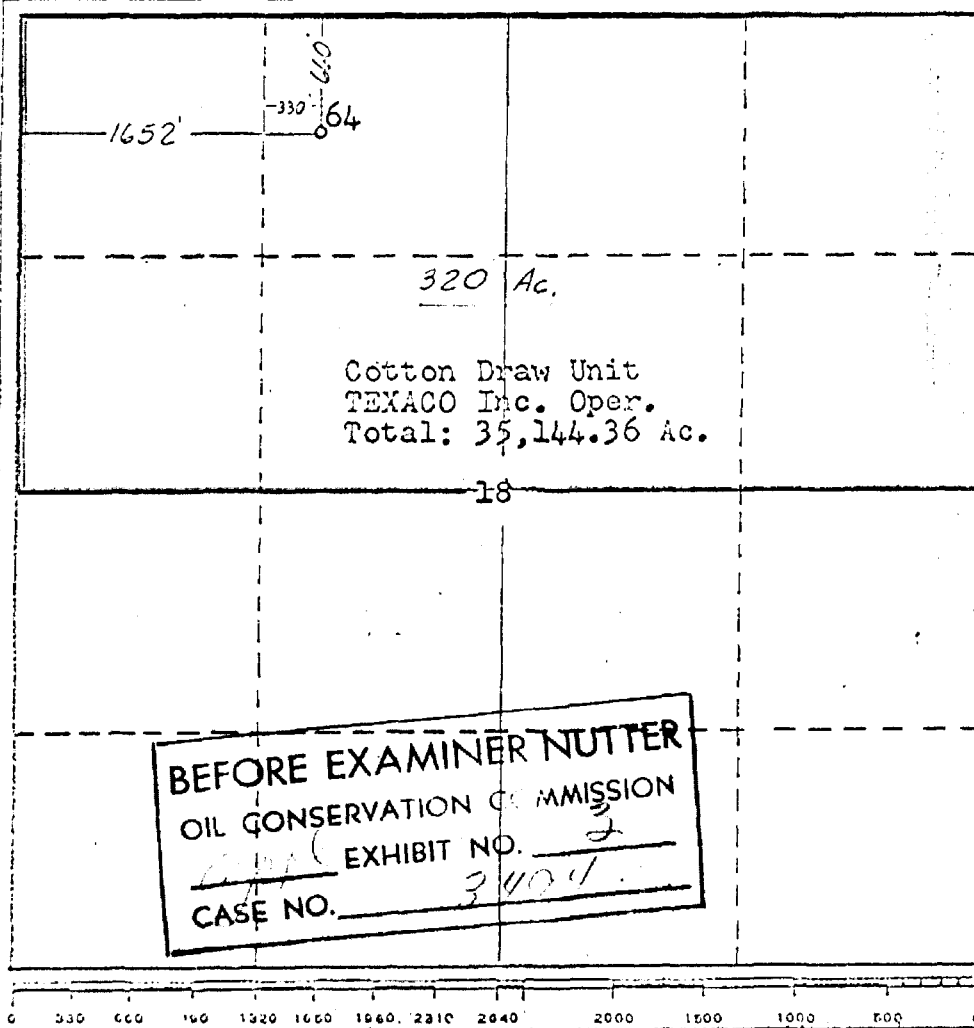 660'
-330'
64
1652'
320 Ac.
Cotton Draw Unit
TEXACO Inc. Oper.
Total: 35,144.36 Ac.
18
BEFORE EXAMINER NUTTER
OIL CONSERVATION COMMISSION
EXHIBIT NO. 2
CASE NO. 3404
0 330 660 990 1320 1650 1980 2310 2640 2000 1500 1000 500